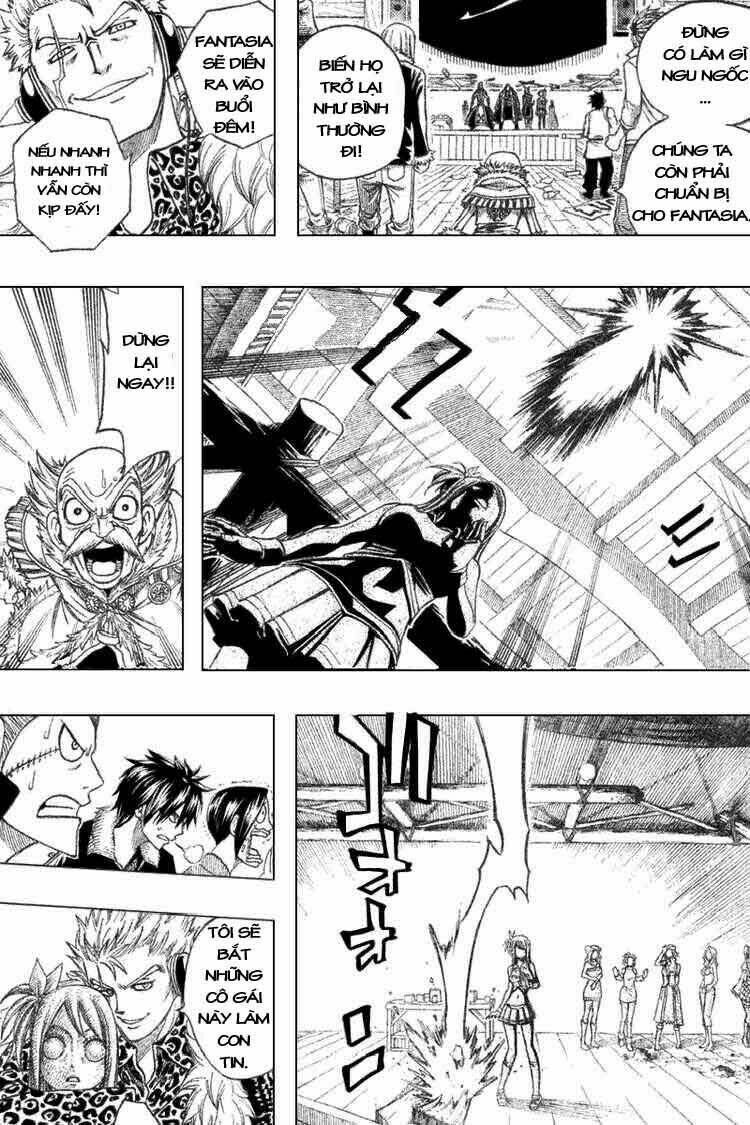 ĐỪNG
CÓ LÀM GÌ
NGU NGỐC
...
CHÚNG TA
CÒN PHẢI
CHUẨN BỊ
CHO FANTASIA.
BIẾN HỌ
TRỞ LẠI
NHƯ BÌNH
THƯỜNG
ĐI!
FANTASIA
SẼ DIỄN
RA VÀO
BUỔI
ĐÊM!
NẾU NHANH
NHANH THÌ
VẪN CÒN
KỊP ĐẤY!
DỪNG
LẠI
NGAY!!
TÔI SẼ
BẮT
NHỮNG
CÔ GÁI
NÀY LÀM
CON
TIN.